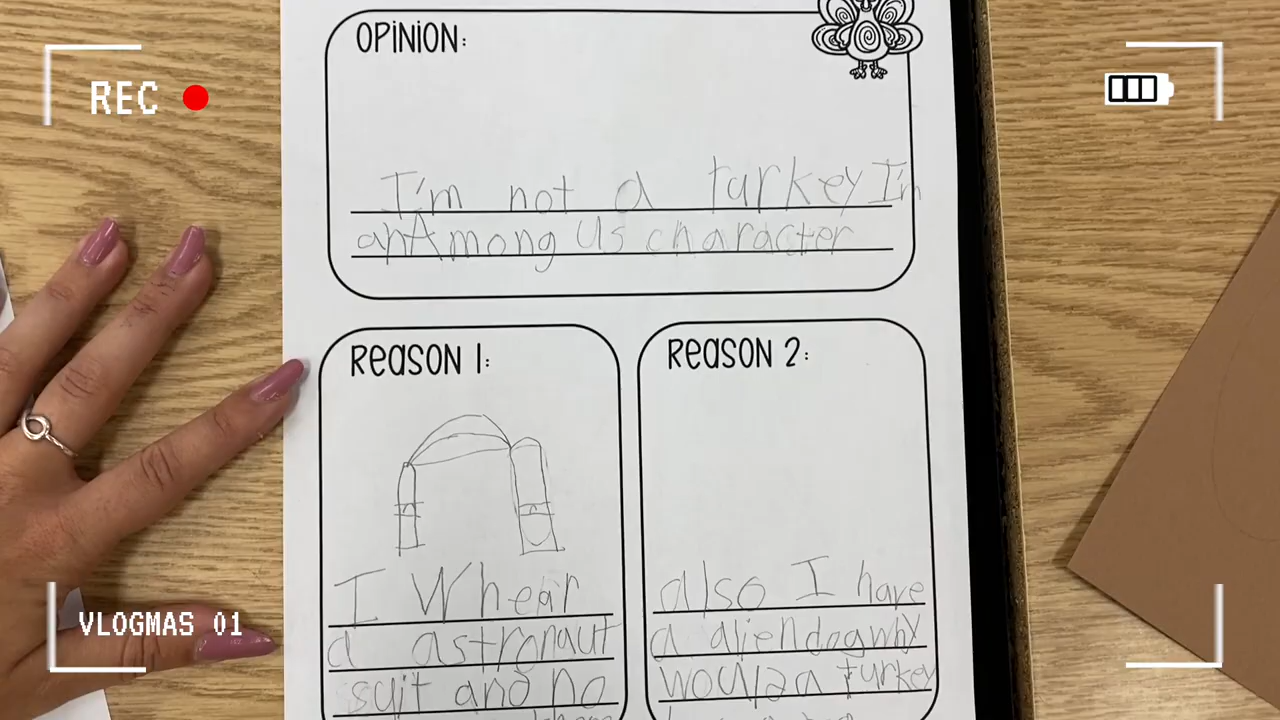 REC
OPINION:
I'm not a turkey I'm
an Among Us character
REASON 1:
I Whear
a astronaut
suit and no
REASON 2:
also I have
a alien dog why
would a turkey
VLOGMAS 01